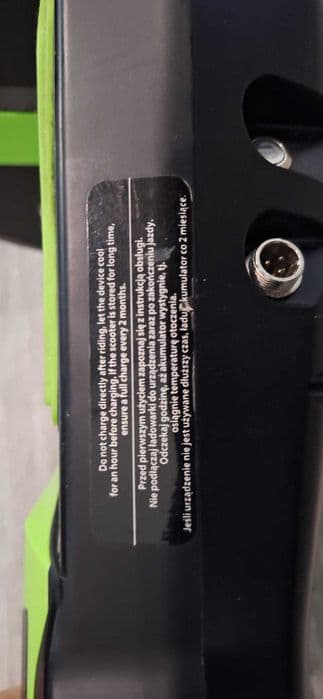 Do not charge directly after riding, let the device cool
for an hour before charging. If the scooter is stored for long time,
ensure a full charge every 2 months.
Przed pierwszym użyciem zapoznaj się z instrukcją obsługi.
Nie podłączaj ładowarki do urządzenia zaraz po zakończeniu jazdy.
Odczekaj godzinę, aż akumulator wystygnie, tj.
osiągnie temperaturę otoczenia.
Jeśli urządzenie nie jest używane dłuższy czas, ładuj akumulator co 2 miesiące.